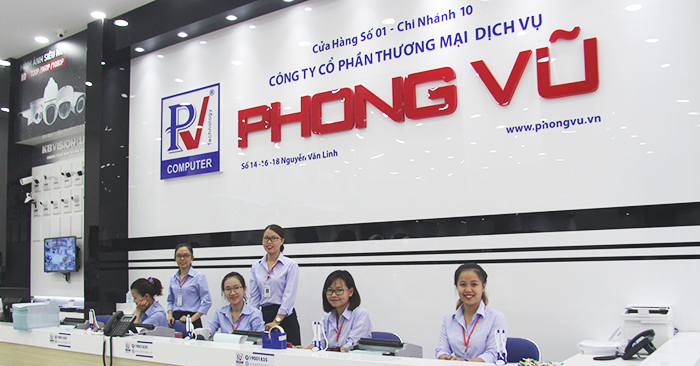 Cửa Hàng Số 01 - Chi Nhánh 10
CÔNG TY CỔ PHẦN THƯƠNG MẠI DỊCH VỤ
PHONG VŨ
PV
®
Technology
COMPUTER
www.phongvu.vn
Số 14 -16 -18 Nguyễn Văn Linh
KBVISION